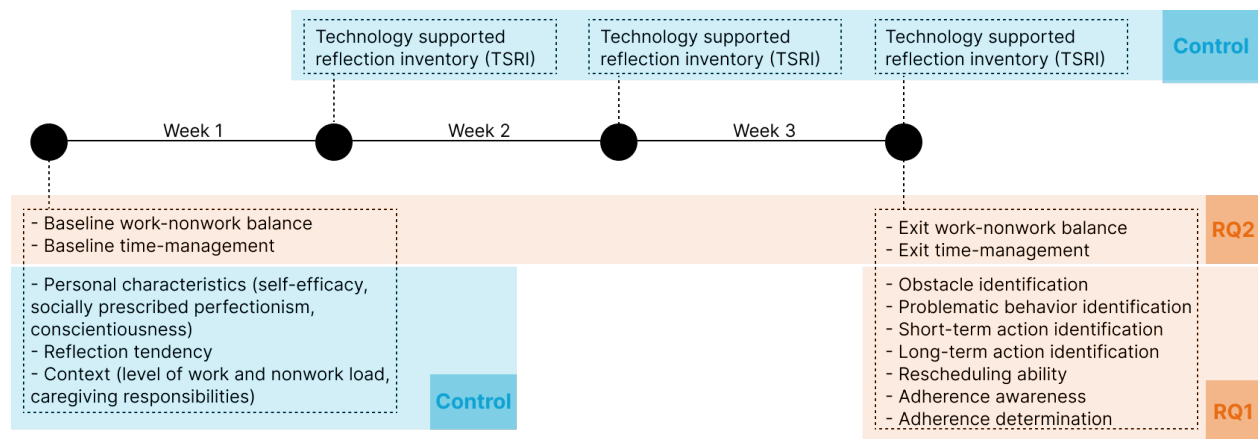 Technology supported
reflection inventory (TSRI)
Technology supported
reflection inventory (TSRI)
Technology supported
reflection inventory (TSRI)
Control
Week 1
Week 2
Week 3
- Baseline work-nonwork balance
- Baseline time-management
- Personal characteristics (self-efficacy,
socially prescribed perfectionism,
conscientiousness)
- Reflection tendency
- Context (level of work and nonwork load,
caregiving responsibilities)
Control
- Exit work-nonwork balance
- Exit time-management
RQ2
- Obstacle identification
- Problematic behavior identification
- Short-term action identification
- Long-term action identification
- Rescheduling ability
- Adherence awareness
- Adherence determination
RQ1